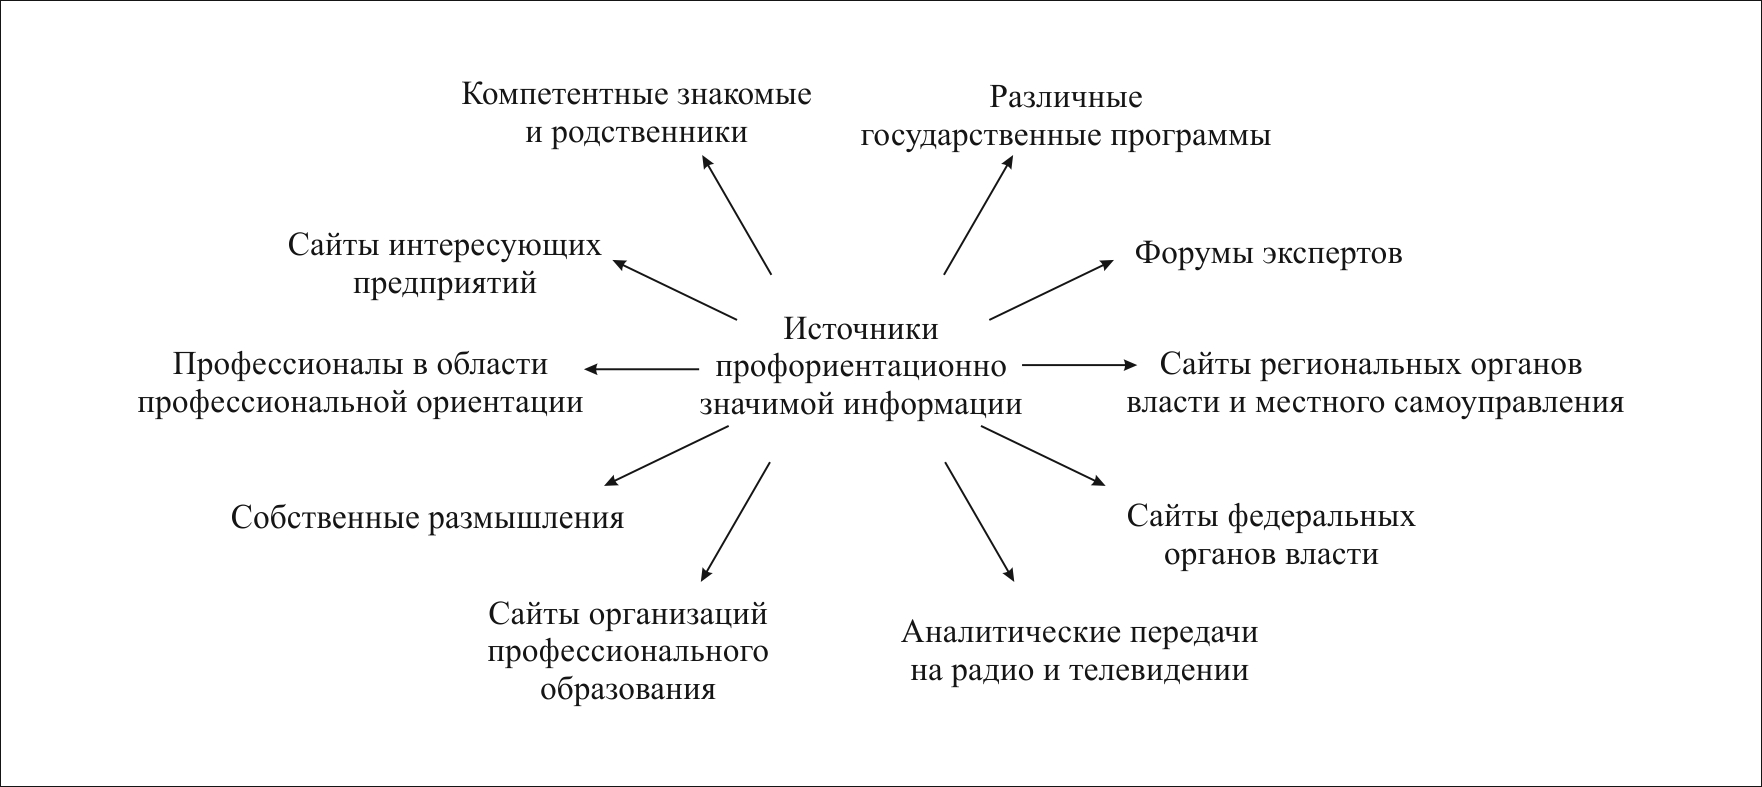 Компетентные знакомые
и родственники
Различные
государственные программы
Сайты интересующих
предприятий
Форумы экспертов
Источники
профориентационно
значимой информации
Профессионалы в области
профессиональной ориентации
Сайты региональных органов
власти и местного самоуправления
Собственные размышления
Сайты федеральных
органов власти
Сайты организаций
профессионального
образования
Аналитические передачи
на радио и телевидении